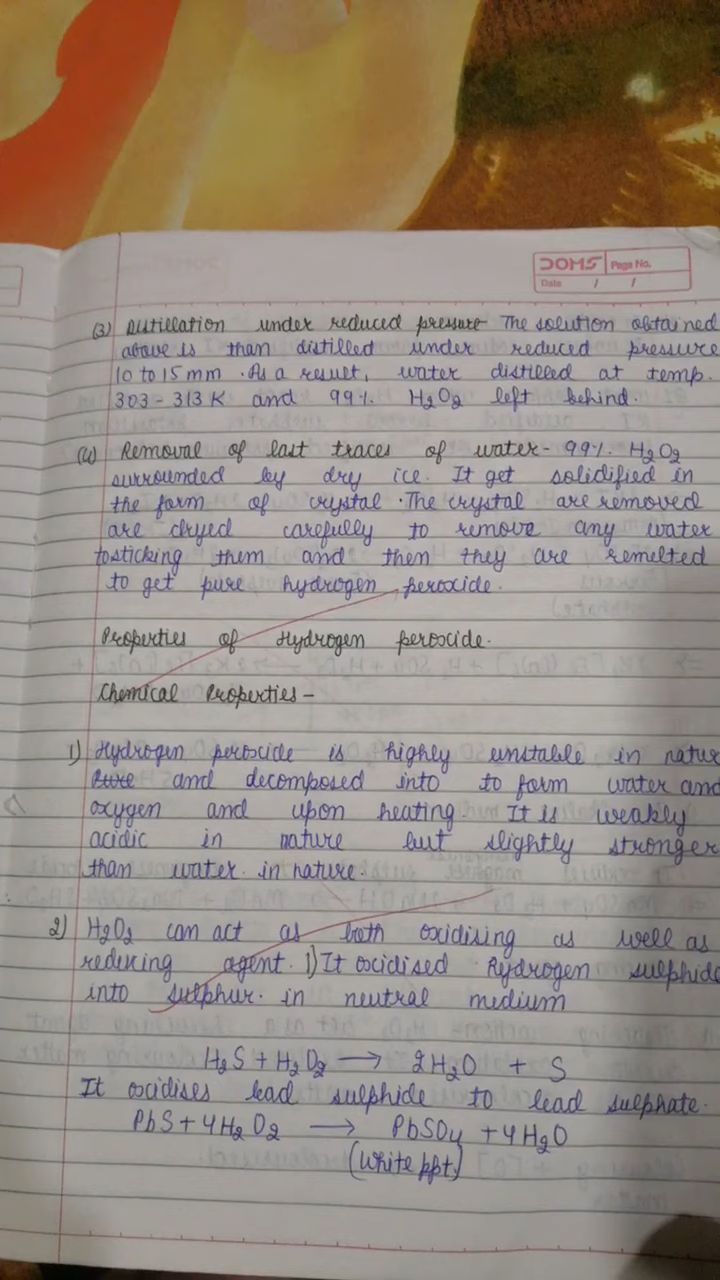 DOMS Page No.
Date / /
(3) Distillation under reduced pressure - The solution obtained
above is than distilled under reduced pressure
10 to 15 mm. As a result, water distilled at temp.
303 - 313 K and 99%. H₂O₂ left behind.
(4) Removal of last traces of water - 99%. H₂O₂
surrounded by dry ice. It get solidified in
the form of crystal. The crystal are removed
are dryed carefully to remove any water
to sticking them and then they are remelted
to get pure hydrogen peroxide.
Properties of Hydrogen peroxide.
Chemical Properties -
1) Hydrogen peroxide is highly unstable in natur
Pure and decomposed into to form water and
oxygen and upon heating. It is weakly
acidic in nature but slightly stronger
than water in nature.
2) H₂O₂ can act as both oxidising as well as
redusing agent. 1) It oxidised Hydrogen sulphide
into sulphur. in neutral medium
H₂S + H₂O₂ → 2H₂O + S
It oxidises lead sulphide to lead sulphate.
PbS + 4H₂O₂ → PbSO₄ + 4H₂O
(White ppt.)